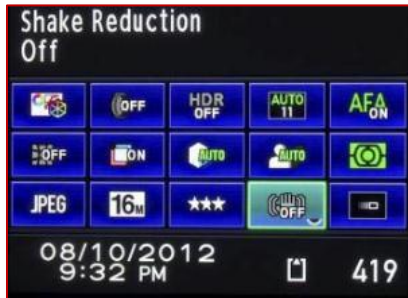 Shake Reduction
Off
OFF HDR OFF AUTO 11 AFA ON
OFF ON AUTO AUTO
JPEG 16M ★★★ OFF
08/10/2012
9:32 PM 419